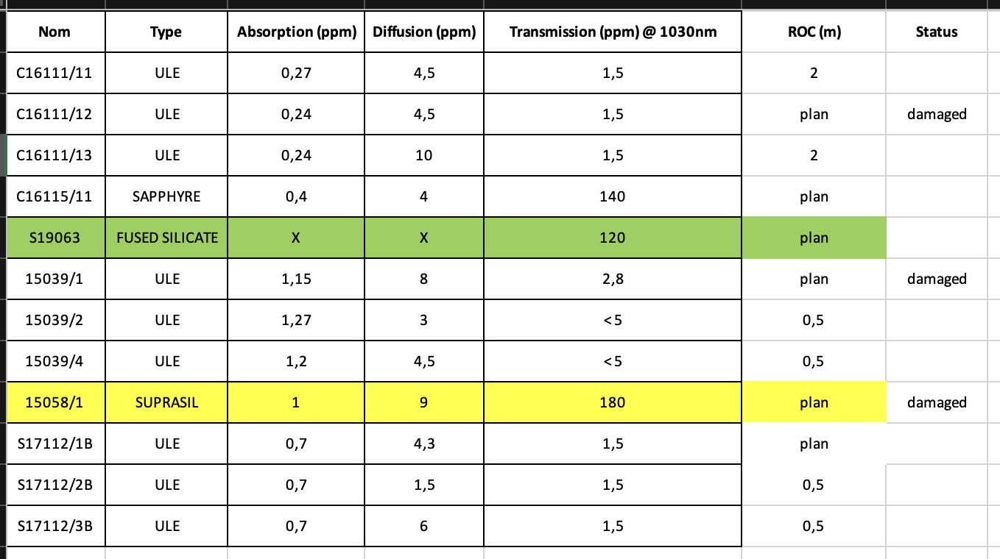 Nom Type Absorption (ppm) Diffusion (ppm) Transmission (ppm) @ 1030nm ROC (m) Status
C16111/11 ULE 0,27 4,5 1,5 2
C16111/12 ULE 0,24 4,5 1,5 plan damaged
C16111/13 ULE 0,24 10 1,5 2
C16115/11 SAPPHYRE 0,4 4 140 plan
S19063 FUSED SILICATE X X 120 plan
15039/1 ULE 1,15 8 2,8 plan damaged
15039/2 ULE 1,27 3 <5 0,5
15039/4 ULE 1,2 4,5 <5 0,5
15058/1 SUPRASIL 1 9 180 plan damaged
S17112/1B ULE 0,7 4,3 1,5 plan
S17112/2B ULE 0,7 1,5 1,5 0,5
S17112/3B ULE 0,7 6 1,5 0,5